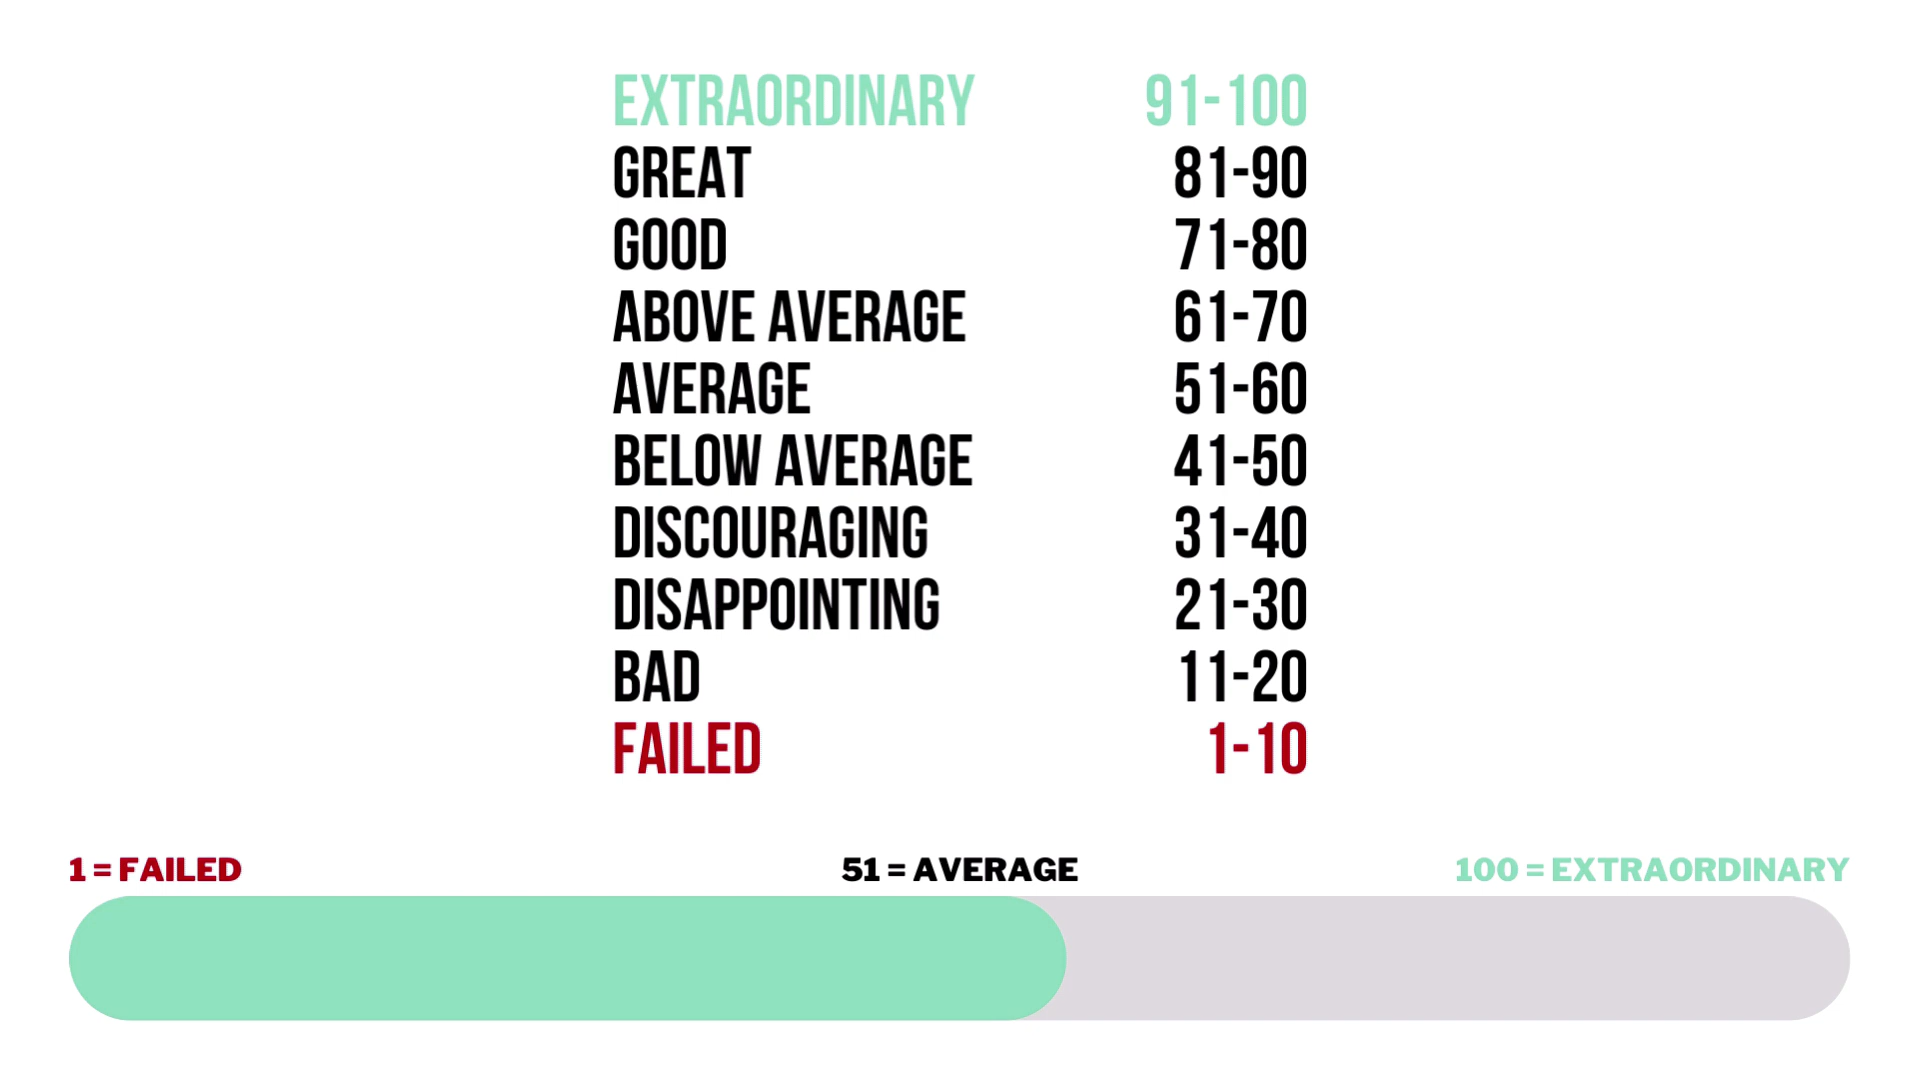 EXTRAORDINARY 91-100
GREAT 81-90
GOOD 71-80
ABOVE AVERAGE 61-70
AVERAGE 51-60
BELOW AVERAGE 41-50
DISCOURAGING 31-40
DISAPPOINTING 21-30
BAD 11-20
FAILED 1-10
1 = FAILED 51 = AVERAGE 100 = EXTRAORDINARY